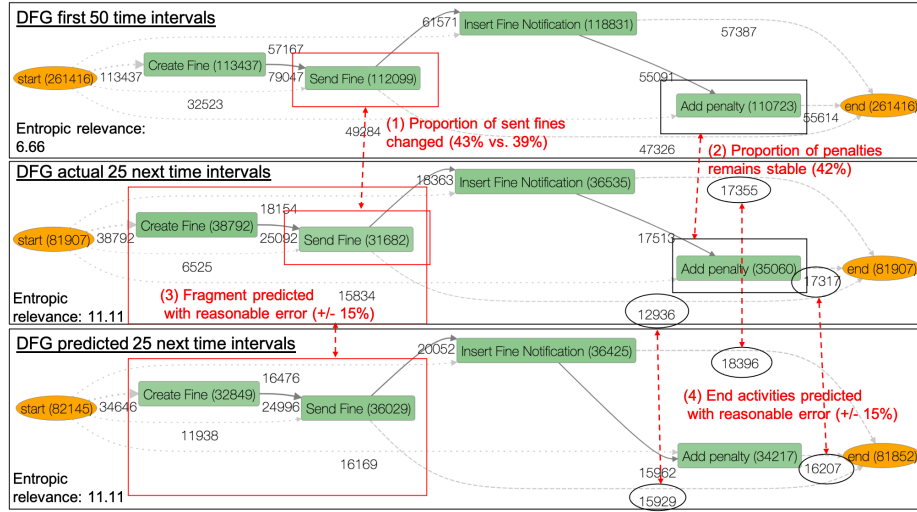 DFG first 50 time intervals
61571
Insert Fine Notification (118831)
57387
57167
Create Fine (113437)
start (261416)
113437
79047
Send Fine (112099)
55091
32523
Add penalty (110723)
end (261416)
55614
Entropic relevance:
6.66
49284
(1) Proportion of sent fines
changed (43% vs. 39%)
47326
(2) Proportion of penalties
remains stable (42%)
DFG actual 25 next time intervals
18363
Insert Fine Notification (36535)
17355
18154
Create Fine (38792)
start (81907)
38792
25092
Send Fine (31682)
17513
6525
Add penalty (35060)
end (81907)
17317
Entropic
relevance: 11.11
(3) Fragment predicted
with reasonable error (+/- 15%)
15834
12936
DFG predicted 25 next time intervals
20052
Insert Fine Notification (36425)
18396
16476
Create Fine (32849)
start (82145)
34646
24996
Send Fine (36029)
(4) End activities predicted
with reasonable error (+/- 15%)
11938
Add penalty (34217)
end (81852)
16169
15962
16207
Entropic
relevance: 11.11
15929